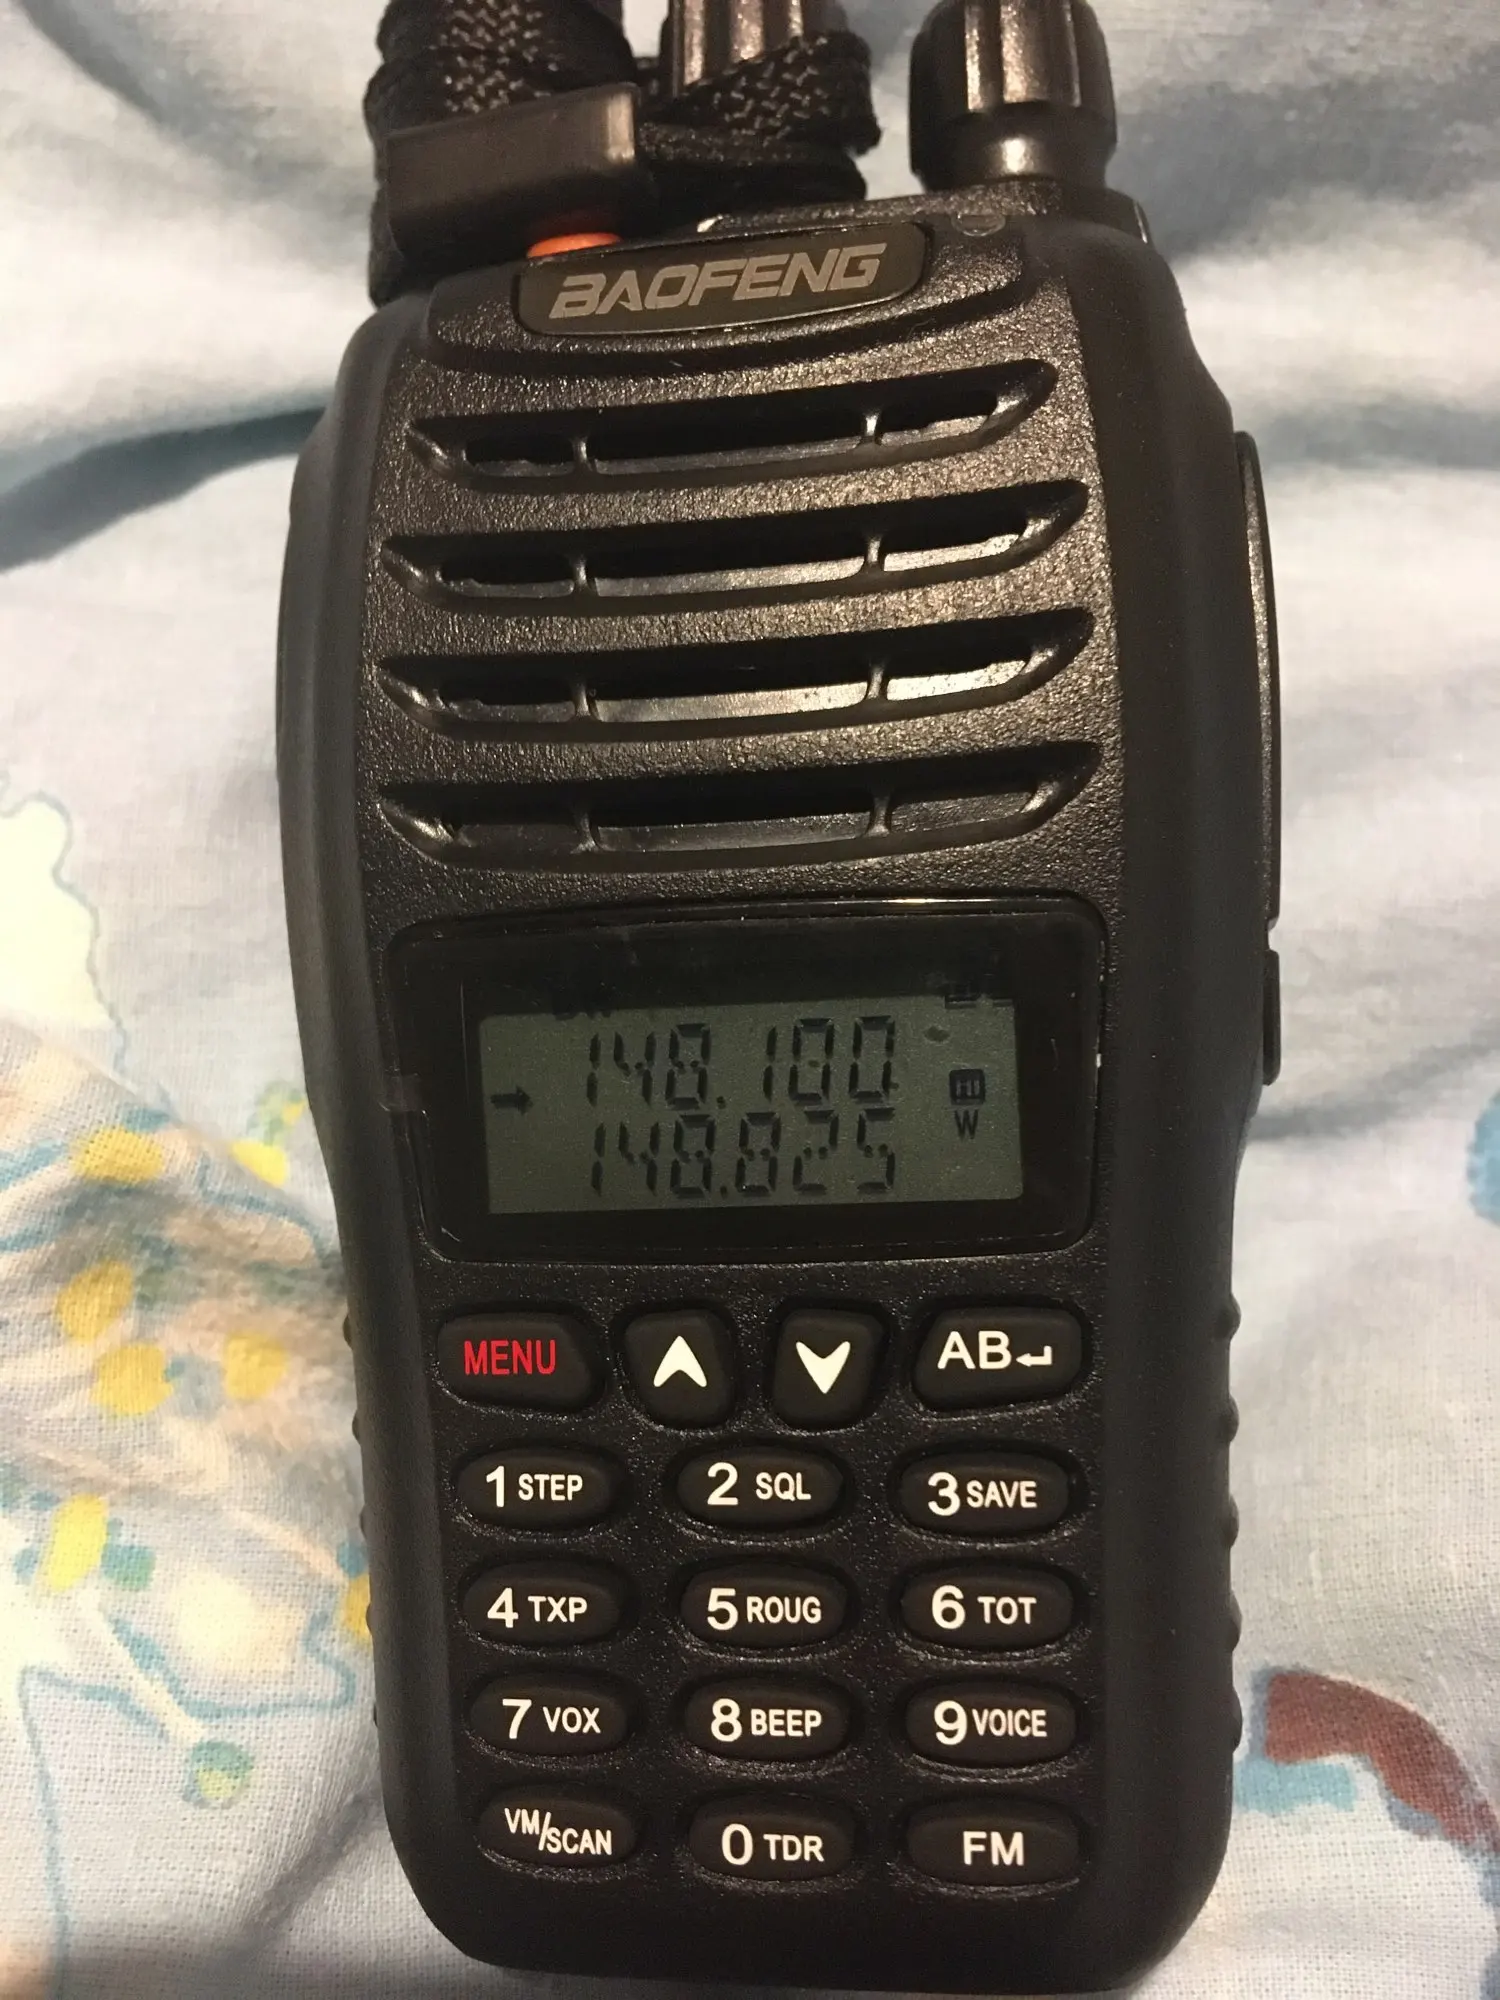 BAOFENG
148.100
HI
148.825 W
MENU AB
1 STEP 2 SQL 3 SAVE
4 TXP 5 ROUG 6 TOT
7 VOX 8 BEEP 9 VOICE
VM/SCAN 0 TDR FM